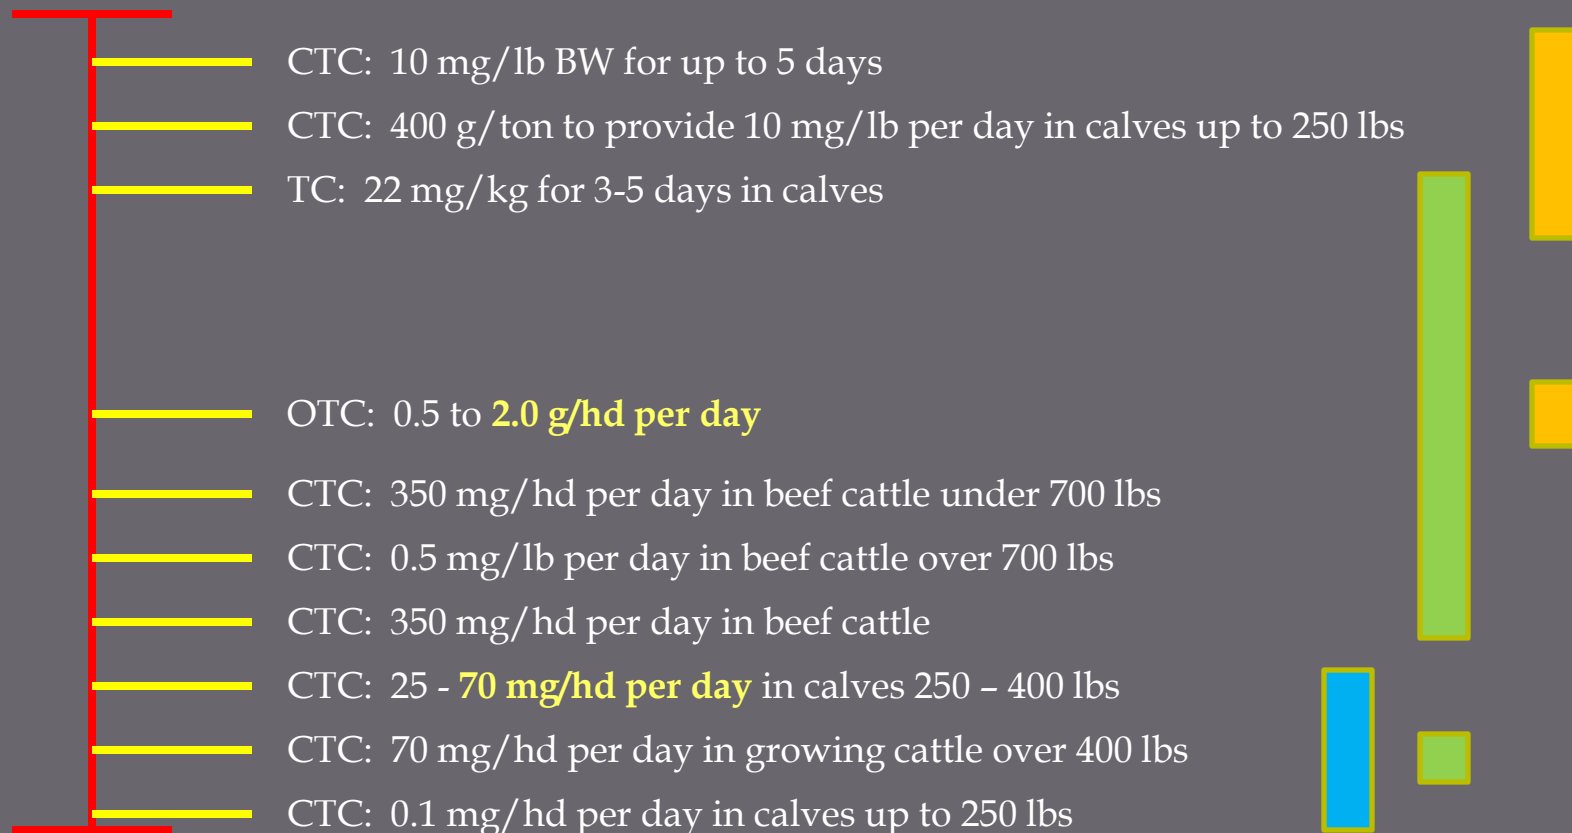 CTC: 10 mg/lb BW for up to 5 days
CTC: 400 g/ton to provide 10 mg/lb per day in calves up to 250 lbs
TC: 22 mg/kg for 3-5 days in calves
OTC: 0.5 to 2.0 g/hd per day
CTC: 350 mg/hd per day in beef cattle under 700 lbs
CTC: 0.5 mg/lb per day in beef cattle over 700 lbs
CTC: 350 mg/hd per day in beef cattle
CTC: 25 - 70 mg/hd per day in calves 250 – 400 lbs
CTC: 70 mg/hd per day in growing cattle over 400 lbs
CTC: 0.1 mg/hd per day in calves up to 250 lbs